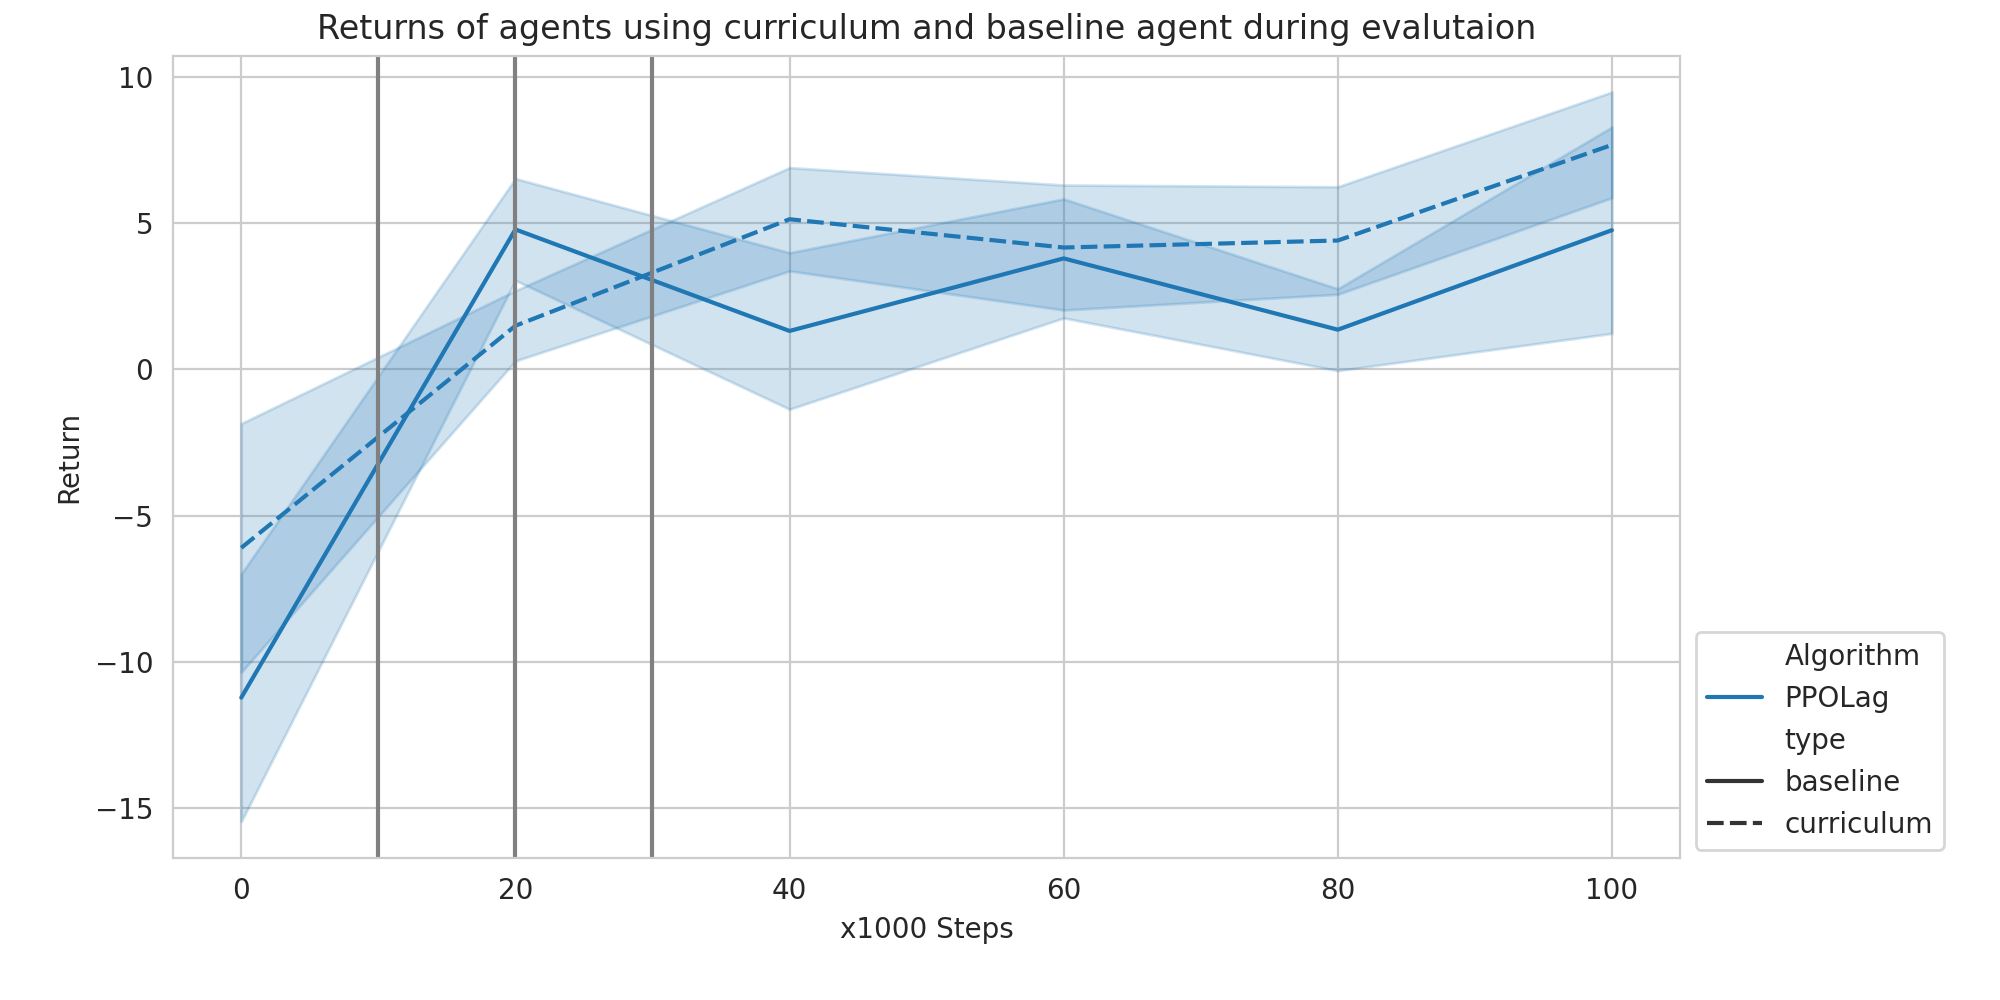 Returns of agents using curriculum and baseline agent during evalutaion
10
5
0
−5
−10
−15
Return
0 20 40 60 80 100
x1000 Steps
Algorithm
PPOLag
type
baseline
curriculum